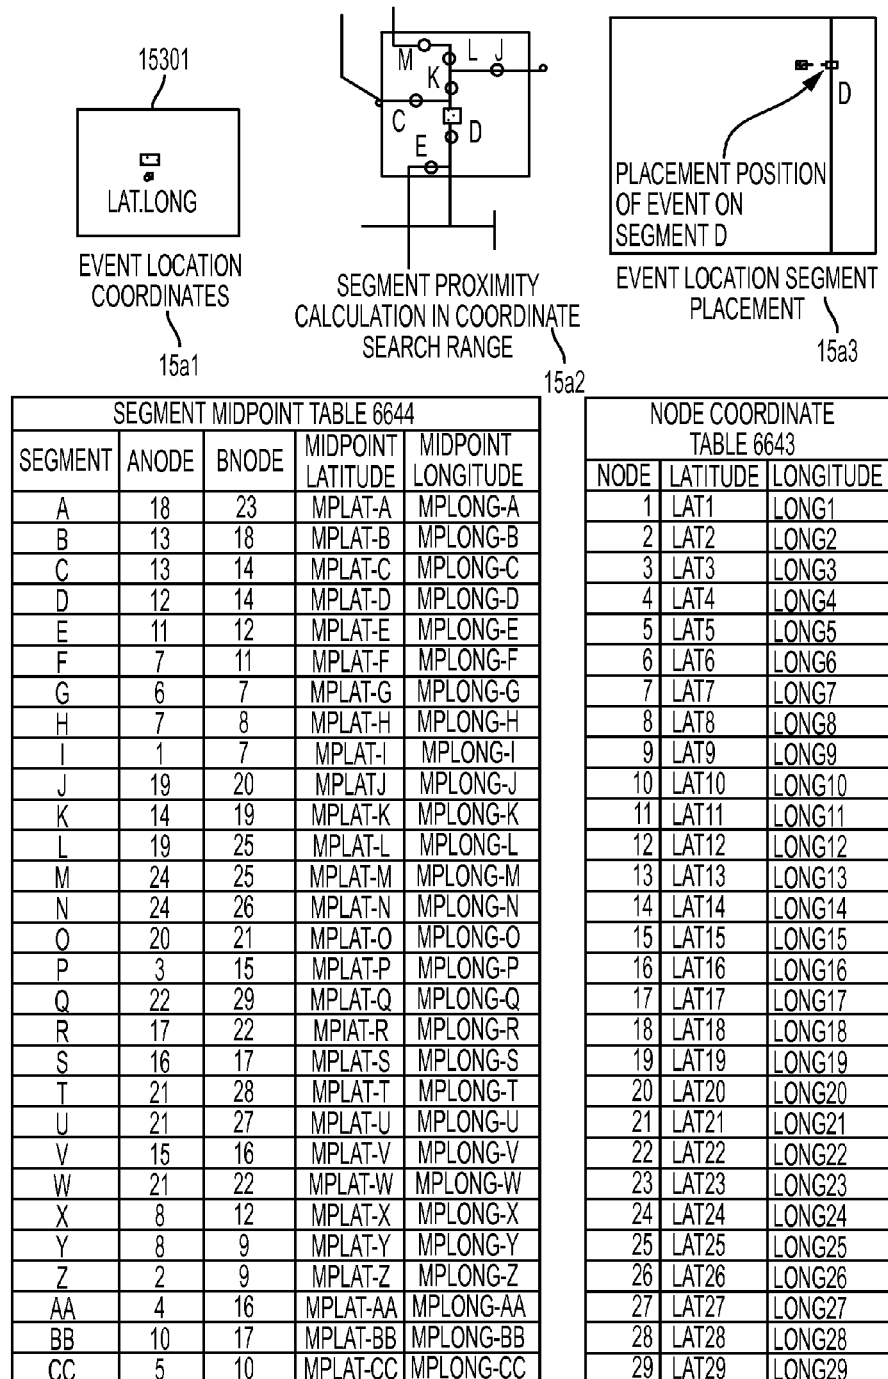 15301
LAT.LONG
EVENT LOCATION
COORDINATES
15a1
M
L
J
K
C
D
E
SEGMENT PROXIMITY
CALCULATION IN COORDINATE
SEARCH RANGE
15a2
D
PLACEMENT POSITION
OF EVENT ON
SEGMENT D
EVENT LOCATION SEGMENT
PLACEMENT
15a3
SEGMENT MIDPOINT TABLE 6644
SEGMENT ANODE BNODE MIDPOINT LATITUDE MIDPOINT LONGITUDE
A 18 23 MPLAT-A MPLONG-A
B 13 18 MPLAT-B MPLONG-B
C 13 14 MPLAT-C MPLONG-C
D 12 14 MPLAT-D MPLONG-D
E 11 12 MPLAT-E MPLONG-E
F 7 11 MPLAT-F MPLONG-F
G 6 7 MPLAT-G MPLONG-G
H 7 8 MPLAT-H MPLONG-H
I 1 7 MPLAT-I MPLONG-I
J 19 20 MPLATJ MPLONG-J
K 14 19 MPLAT-K MPLONG-K
L 19 25 MPLAT-L MPLONG-L
M 24 25 MPLAT-M MPLONG-M
N 24 26 MPLAT-N MPLONG-N
O 20 21 MPLAT-O MPLONG-O
P 3 15 MPLAT-P MPLONG-P
Q 22 29 MPLAT-Q MPLONG-Q
R 17 22 MPIAT-R MPLONG-R
S 16 17 MPLAT-S MPLONG-S
T 21 28 MPLAT-T MPLONG-T
U 21 27 MPLAT-U MPLONG-U
V 15 16 MPLAT-V MPLONG-V
W 21 22 MPLAT-W MPLONG-W
X 8 12 MPLAT-X MPLONG-X
Y 8 9 MPLAT-Y MPLONG-Y
Z 2 9 MPLAT-Z MPLONG-Z
AA 4 16 MPLAT-AA MPLONG-AA
BB 10 17 MPLAT-BB MPLONG-BB
CC 5 10 MPLAT-CC MPLONG-CC
NODE COORDINATE
TABLE 6643
NODE LATITUDE LONGITUDE
1 LAT1 LONG1
2 LAT2 LONG2
3 LAT3 LONG3
4 LAT4 LONG4
5 LAT5 LONG5
6 LAT6 LONG6
7 LAT7 LONG7
8 LAT8 LONG8
9 LAT9 LONG9
10 LAT10 LONG10
11 LAT11 LONG11
12 LAT12 LONG12
13 LAT13 LONG13
14 LAT14 LONG14
15 LAT15 LONG15
16 LAT16 LONG16
17 LAT17 LONG17
18 LAT18 LONG18
19 LAT19 LONG19
20 LAT20 LONG20
21 LAT21 LONG21
22 LAT22 LONG22
23 LAT23 LONG23
24 LAT24 LONG24
25 LAT25 LONG25
26 LAT26 LONG26
27 LAT27 LONG27
28 LAT28 LONG28
29 LAT29 LONG29